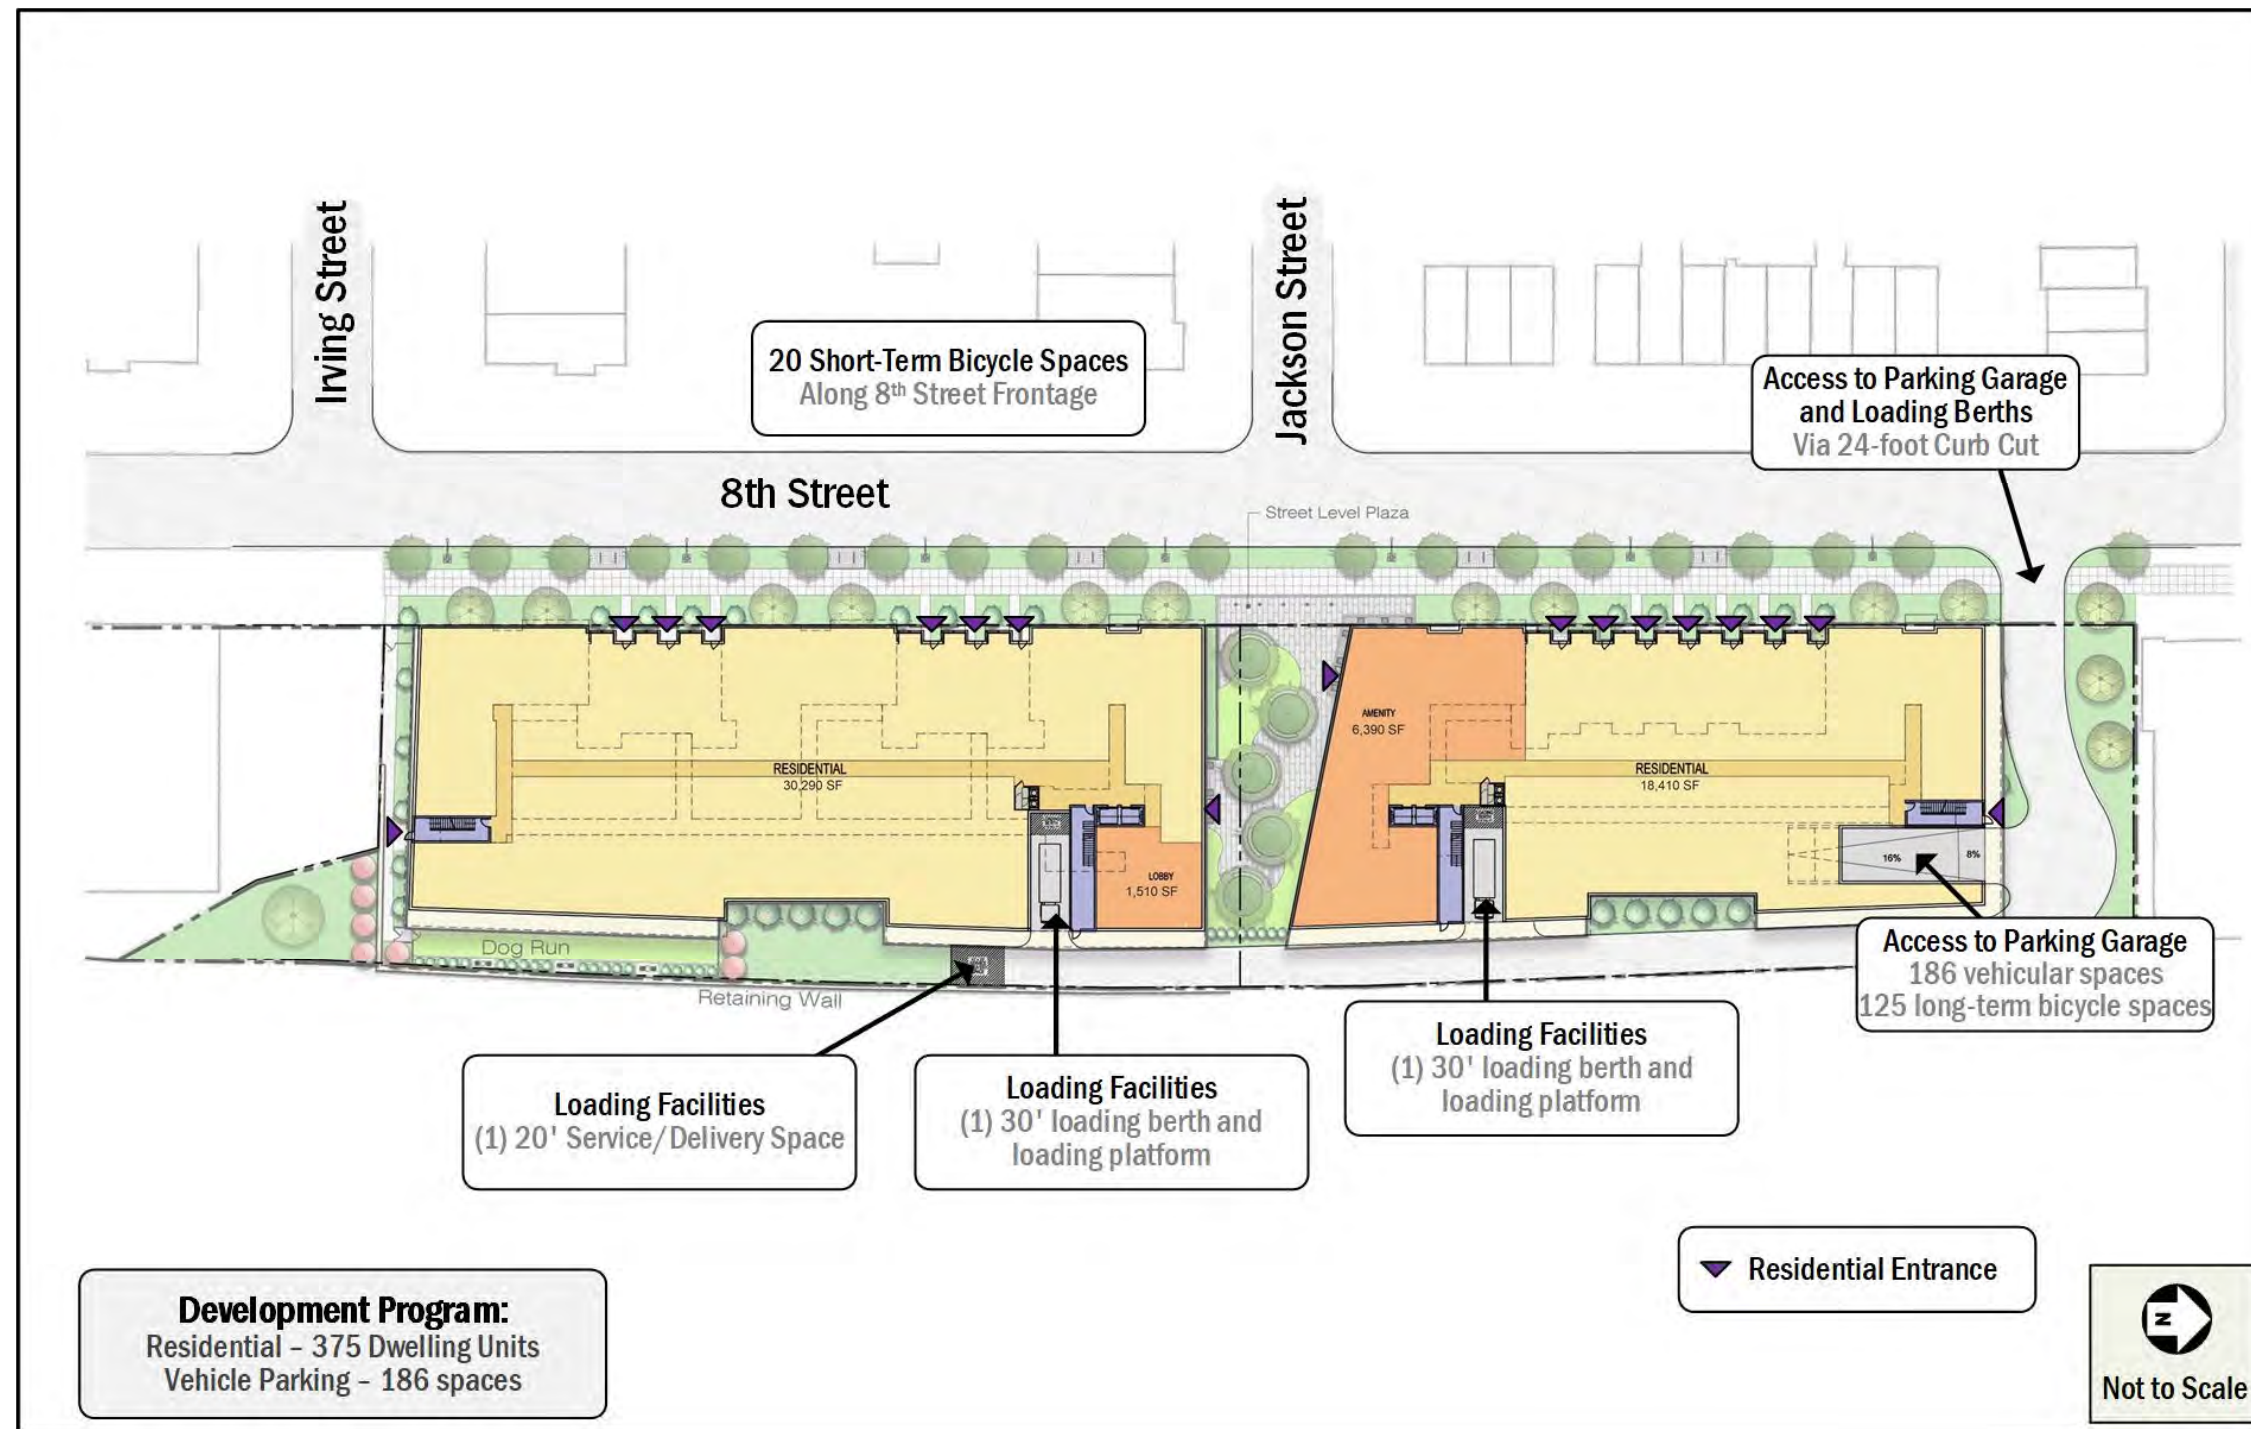 Irving Street
Jackson Street
20 Short-Term Bicycle Spaces
Along 8th Street Frontage
Access to Parking Garage
and Loading Berths
Via 24-foot Curb Cut
8th Street
Street Level Plaza
AMENITY
6,390 SF
RESIDENTIAL
30,290 SF
RESIDENTIAL
18,410 SF
LOBBY
1,510 SF
16%
8%
Dog Run
Retaining Wall
Access to Parking Garage
186 vehicular spaces
125 long-term bicycle spaces
Loading Facilities
(1) 30' loading berth and
loading platform
Loading Facilities
(1) 30' loading berth and
loading platform
Loading Facilities
(1) 20' Service/Delivery Space
Residential Entrance
Development Program:
Residential – 375 Dwelling Units
Vehicle Parking – 186 spaces
N
Not to Scale